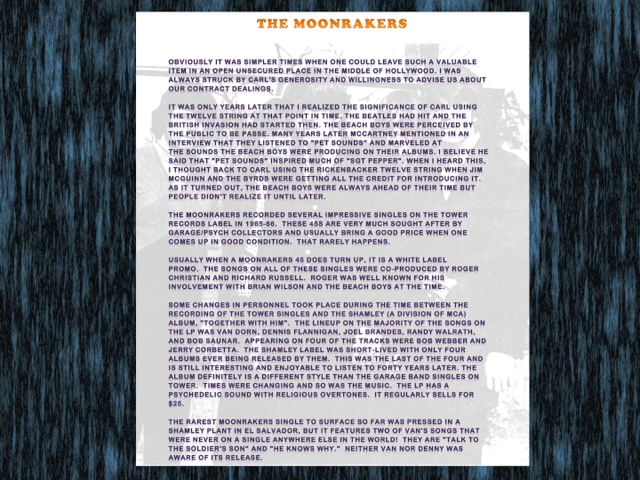 THE MOONRAKERS
OBVIOUSLY IT WAS SIMPLER TIMES WHEN ONE COULD LEAVE SUCH A VALUABLE
ITEM IN AN OPEN UNSECURED PLACE IN THE MIDDLE OF HOLLYWOOD. I WAS
ALWAYS STRUCK BY CARL'S GENEROSITY AND WILLINGNESS TO ADVISE US ABOUT
OUR CONTRACT DEALINGS.
IT WAS ONLY YEARS LATER THAT I REALIZED THE SIGNIFICANCE OF CARL USING
THE TWELVE STRING AT THAT POINT IN TIME. THE BEATLES HAD HIT AND THE
BRITISH INVASION HAD STARTED THEN. THE BEACH BOYS WERE PERCEIVED BY
THE PUBLIC TO BE PASSE. MANY YEARS LATER MCCARTNEY MENTIONED IN AN
INTERVIEW THAT THEY LISTENED TO "PET SOUNDS" AND MARVELED AT
THE SOUNDS THE BEACH BOYS WERE PRODUCING ON THEIR ALBUMS. I BELIEVE HE
SAID THAT "PET SOUNDS" INSPIRED MUCH OF "SGT PEPPER". WHEN I HEARD THIS,
I THOUGHT BACK TO CARL USING THE RICKENBACKER TWELVE STRING WHEN JIM
MCGUINN AND THE BYRDS WERE GETTING ALL THE CREDIT FOR INTRODUCING IT.
AS IT TURNED OUT, THE BEACH BOYS WERE ALWAYS AHEAD OF THEIR TIME BUT
PEOPLE DIDN'T REALIZE IT UNTIL LATER.
THE MOONRAKERS RECORDED SEVERAL IMPRESSIVE SINGLES ON THE TOWER
RECORDS LABEL IN 1965-66. THESE 45S ARE VERY MUCH SOUGHT AFTER BY
GARAGE/PSYCH COLLECTORS AND USUALLY BRING A GOOD PRICE WHEN ONE
COMES UP IN GOOD CONDITION. THAT RARELY HAPPENS.
USUALLY WHEN A MOONRAKERS 45 DOES TURN UP, IT IS A WHITE LABEL
PROMO. THE SONGS ON ALL OF THESE SINGLES WERE CO-PRODUCED BY ROGER
CHRISTIAN AND RICHARD RUSSELL. ROGER WAS WELL KNOWN FOR HIS
INVOLVEMENT WITH BRIAN WILSON AND THE BEACH BOYS AT THE TIME.
SOME CHANGES IN PERSONNEL TOOK PLACE DURING THE TIME BETWEEN THE
RECORDING OF THE TOWER SINGLES AND THE SHAMLEY (A DIVISION OF MCA)
ALBUM, "TOGETHER WITH HIM". THE LINEUP ON THE MAJORITY OF THE SONGS ON
THE LP WAS VAN DORN, DENNIS FLANNIGAN, JOEL BRANDES, RANDY WALRATH,
AND BOB SAUNAR. APPEARING ON FOUR OF THE TRACKS WERE BOB WEBBER AND
JERRY CORBETTA. THE SHAMLEY LABEL WAS SHORT-LIVED WITH ONLY FOUR
ALBUMS EVER BEING RELEASED BY THEM. THIS WAS THE LAST OF THE FOUR AND
IS STILL INTERESTING AND ENJOYABLE TO LISTEN TO FORTY YEARS LATER. THE
ALBUM DEFINITELY IS A DIFFERENT STYLE THAN THE GARAGE BAND SINGLES ON
TOWER. TIMES WERE CHANGING AND SO WAS THE MUSIC. THE LP HAS A
PSYCHEDELIC SOUND WITH RELIGIOUS OVERTONES. IT REGULARLY SELLS FOR
$25.
THE RAREST MOONRAKERS SINGLE TO SURFACE SO FAR WAS PRESSED IN A
SHAMLEY PLANT IN EL SALVADOR, BUT IT FEATURES TWO OF VAN'S SONGS THAT
WERE NEVER ON A SINGLE ANYWHERE ELSE IN THE WORLD! THEY ARE "TALK TO
THE SOLDIER'S SON" AND "HE KNOWS WHY." NEITHER VAN NOR DENNY WAS
AWARE OF ITS RELEASE.